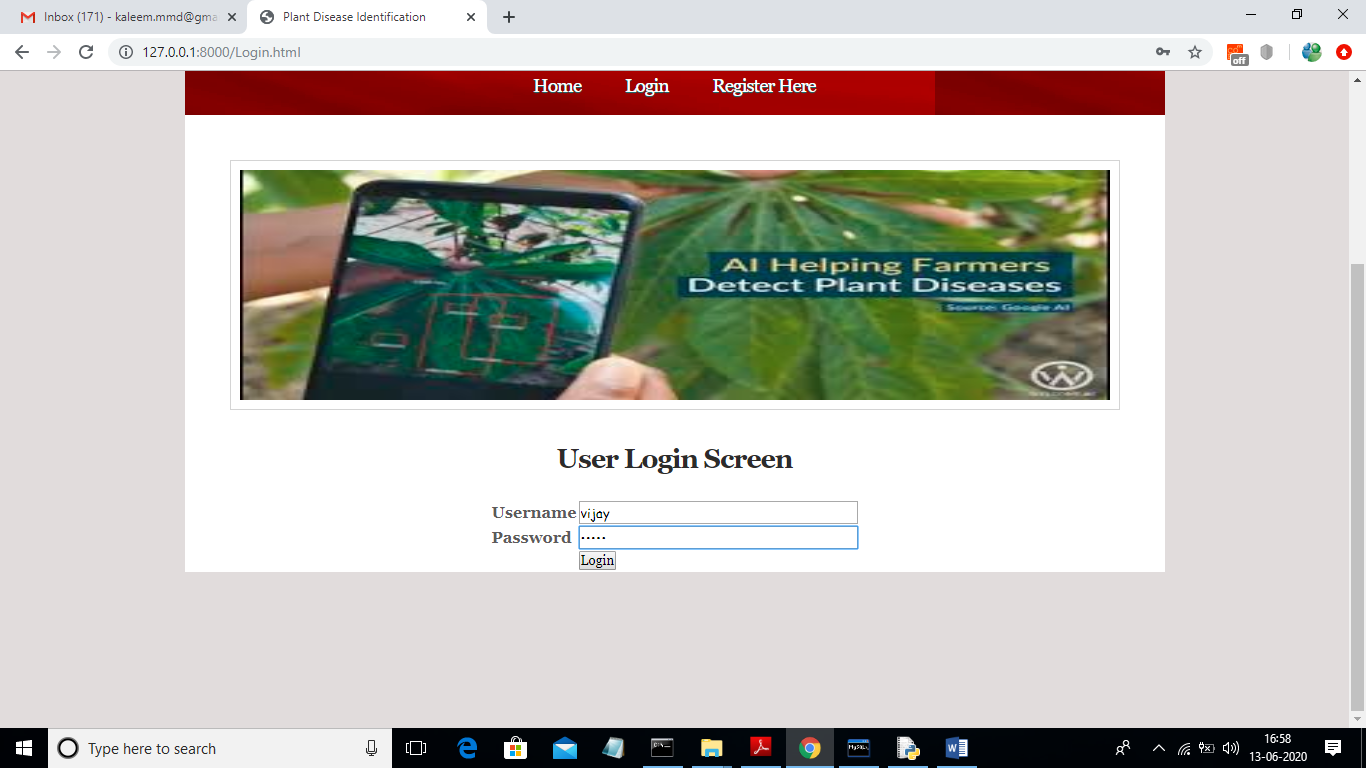 Inbox (171) - kaleem.mmd@gma
Plant Disease Identification
127.0.0.1:8000/Login.html
off
Home Login Register Here
AI Helping Farmers
Detect Plant Diseases
Source: Google AI
User Login Screen
Username vijay
Password •••••
Login
Type here to search
16:58
13-06-2020